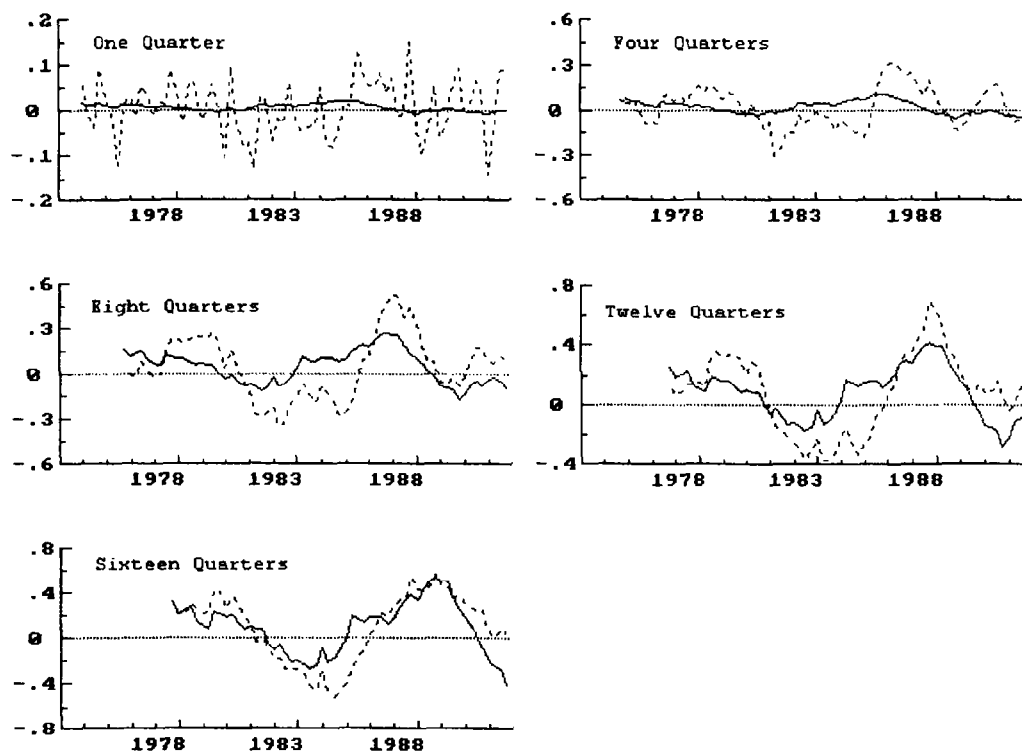 .2
One Quarter
.1
0
-.1
-.2
1978 1983 1988
.6
Four Quarters
.3
0
-.3
-.6
1978 1983 1988
.6
Eight Quarters
.3
0
-.3
-.6
1978 1983 1988
.8
Twelve Quarters
.4
0
-.4
1978 1983 1988
.8
Sixteen Quarters
.4
0
-.4
-.8
1978 1983 1988